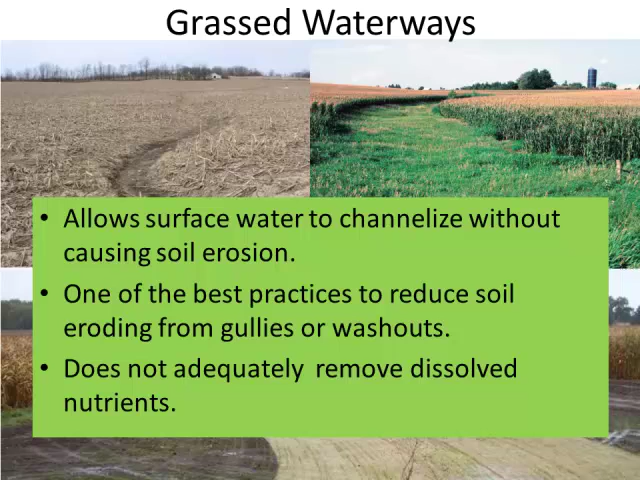 Grassed Waterways
• Allows surface water to channelize without
causing soil erosion.
• One of the best practices to reduce soil
eroding from gullies or washouts.
• Does not adequately  remove dissolved
nutrients.